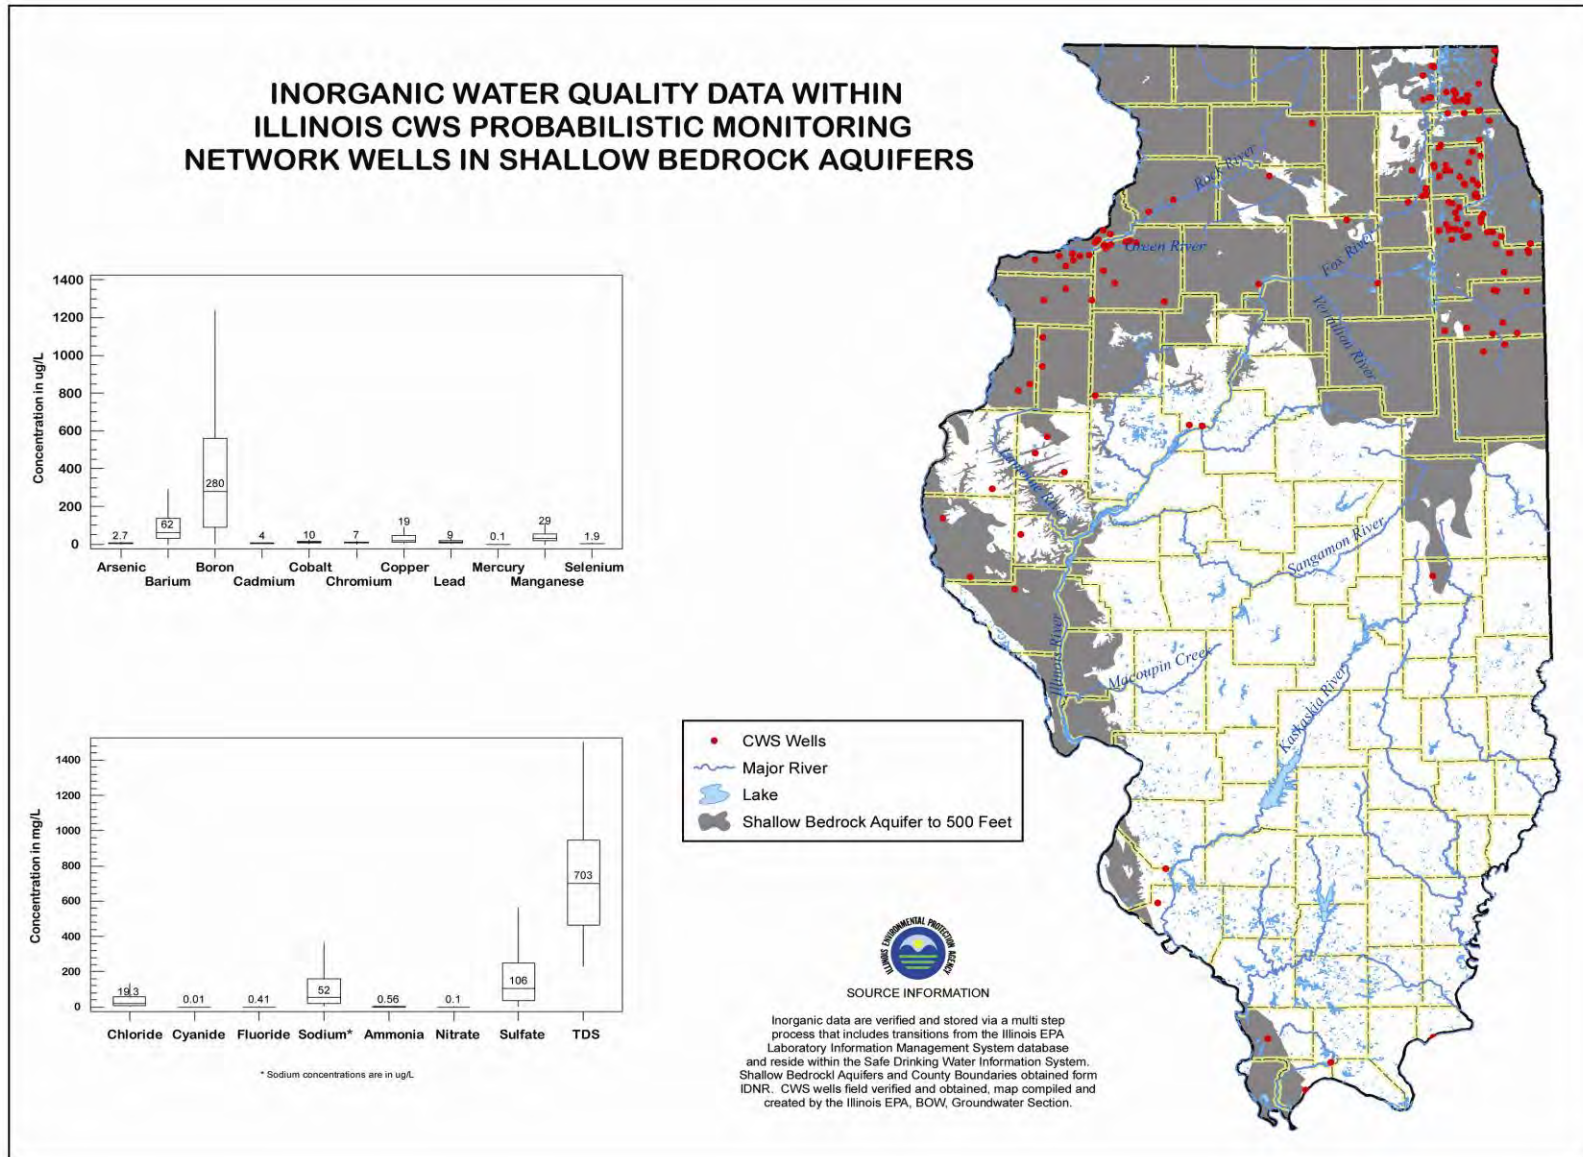 INORGANIC WATER QUALITY DATA WITHIN
ILLINOIS CWS PROBABILISTIC MONITORING
NETWORK WELLS IN SHALLOW BEDROCK AQUIFERS
Concentration in ug/L
1400
1200
1000
800
600
400
200
0
2.7
62
280
4
10
7
19
9
0.1
29
1.9
Arsenic
Barium
Boron
Cadmium
Cobalt
Chromium
Copper
Lead
Mercury
Manganese
Selenium
Concentration in mg/L
1400
1200
1000
800
600
400
200
0
19.3
0.01
0.41
52
0.56
0.1
106
703
Chloride Cyanide Fluoride Sodium* Ammonia Nitrate Sulfate TDS
* Sodium concentrations are in ug/L
CWS Wells
Major River
Lake
Shallow Bedrock Aquifer to 500 Feet
ILLINOIS ENVIRONMENTAL PROTECTION AGENCY
SOURCE INFORMATION
Inorganic data are verified and stored via a multi step
process that includes transitions from the Illinois EPA
Laboratory Information Management System database
and reside within the Safe Drinking Water Information System.
Shallow Bedrockl Aquifers and County Boundaries obtained form
IDNR. CWS wells field verified and obtained, map compiled and
created by the Illinois EPA, BOW, Groundwater Section.
Rock River
Green River
Fox River
Vermilion River
Lamoine River
Sangamon River
Illinois River
Macoupin Creek
Kaskaskia River